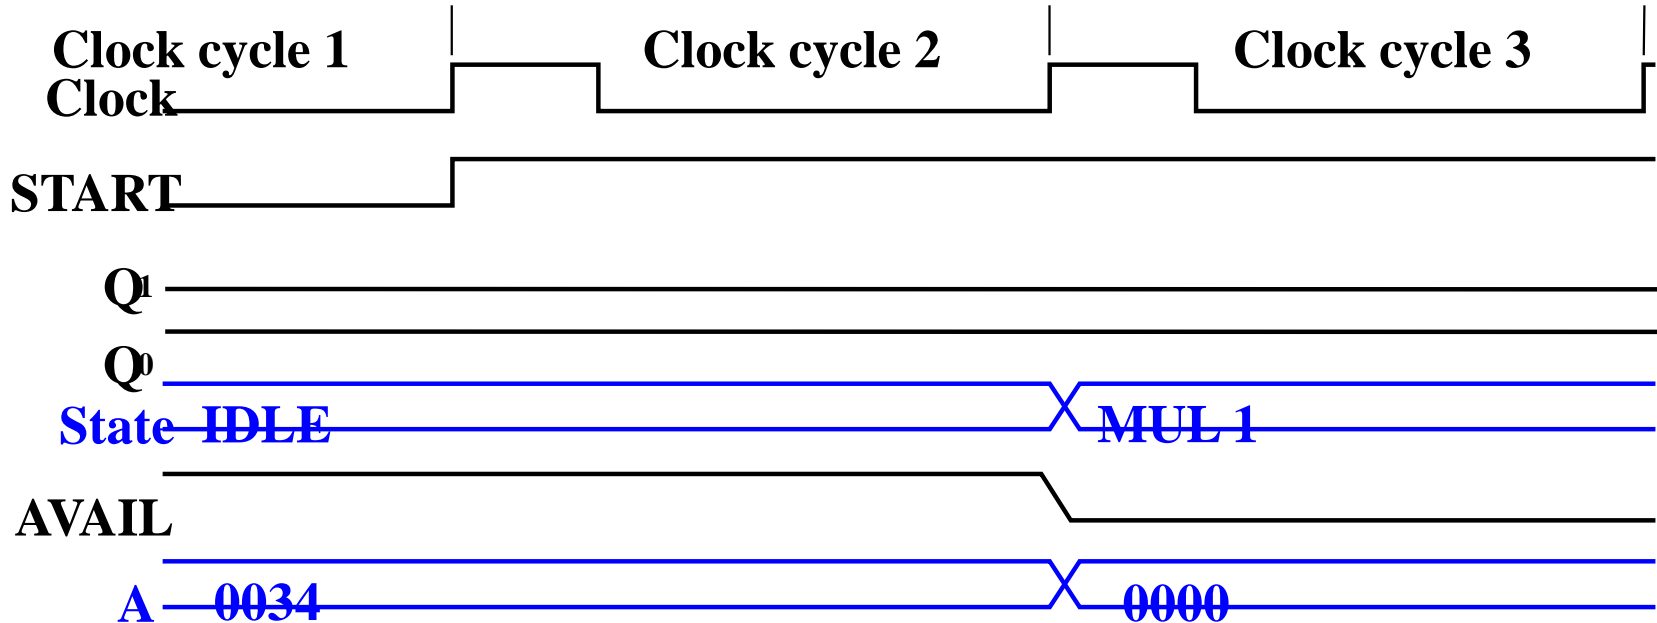 Clock cycle 1 Clock cycle 2 Clock cycle 3
Clock
START
Q1
Q0
State IDLE MUL 1
AVAIL
A 0034 0000